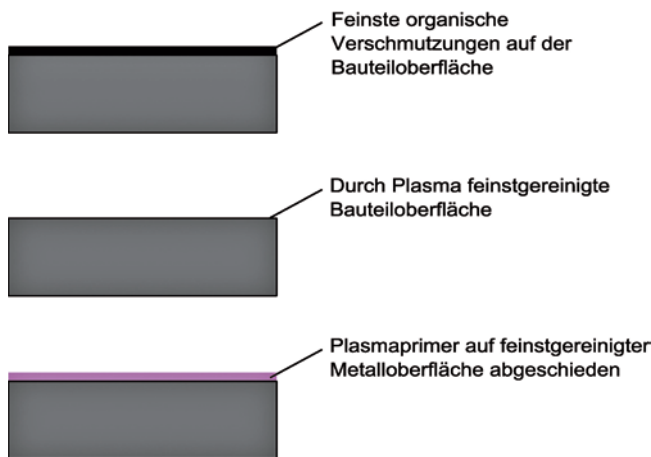 Feinste organische
Verschmutzungen auf der
Bauteiloberfläche
Durch Plasma feinstgereinigte
Bauteiloberfläche
Plasmaprimer auf feinstgereinigter
Metalloberfläche abgeschieden